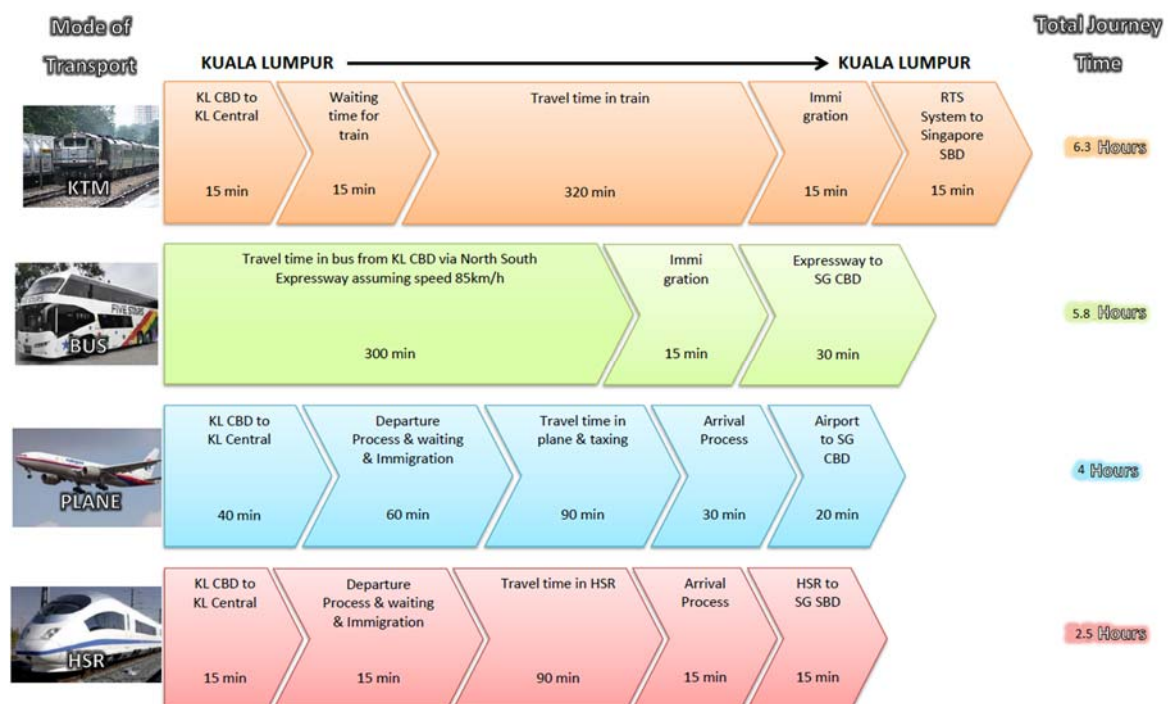 Mode of
Transport
Total Journey
Time
KUALA LUMPUR
KUALA LUMPUR
KTM
KL CBD to
KL Central
15 min
Waiting
time for
train
15 min
Travel time in train
320 min
Immi
gration
15 min
RTS
System to
Singapore
SBD
15 min
6.3 Hours
FIVE STARS
BUS
Travel time in bus from KL CBD via North South
Expressway assuming speed 85km/h
300 min
Immi
gration
15 min
Expressway to
SG CBD
30 min
5.8 Hours
PLANE
KL CBD to
KL Central
40 min
Departure
Process & waiting
& Immigration
60 min
Travel time in
plane & taxing
90 min
Arrival
Process
30 min
Airport
to SG
CBD
20 min
4 Hours
HSR
KL CBD to
KL Central
15 min
Departure
Process & waiting
& Immigration
15 min
Travel time in HSR
90 min
Arrival
Process
15 min
HSR to
SG SBD
15 min
2.5 Hours